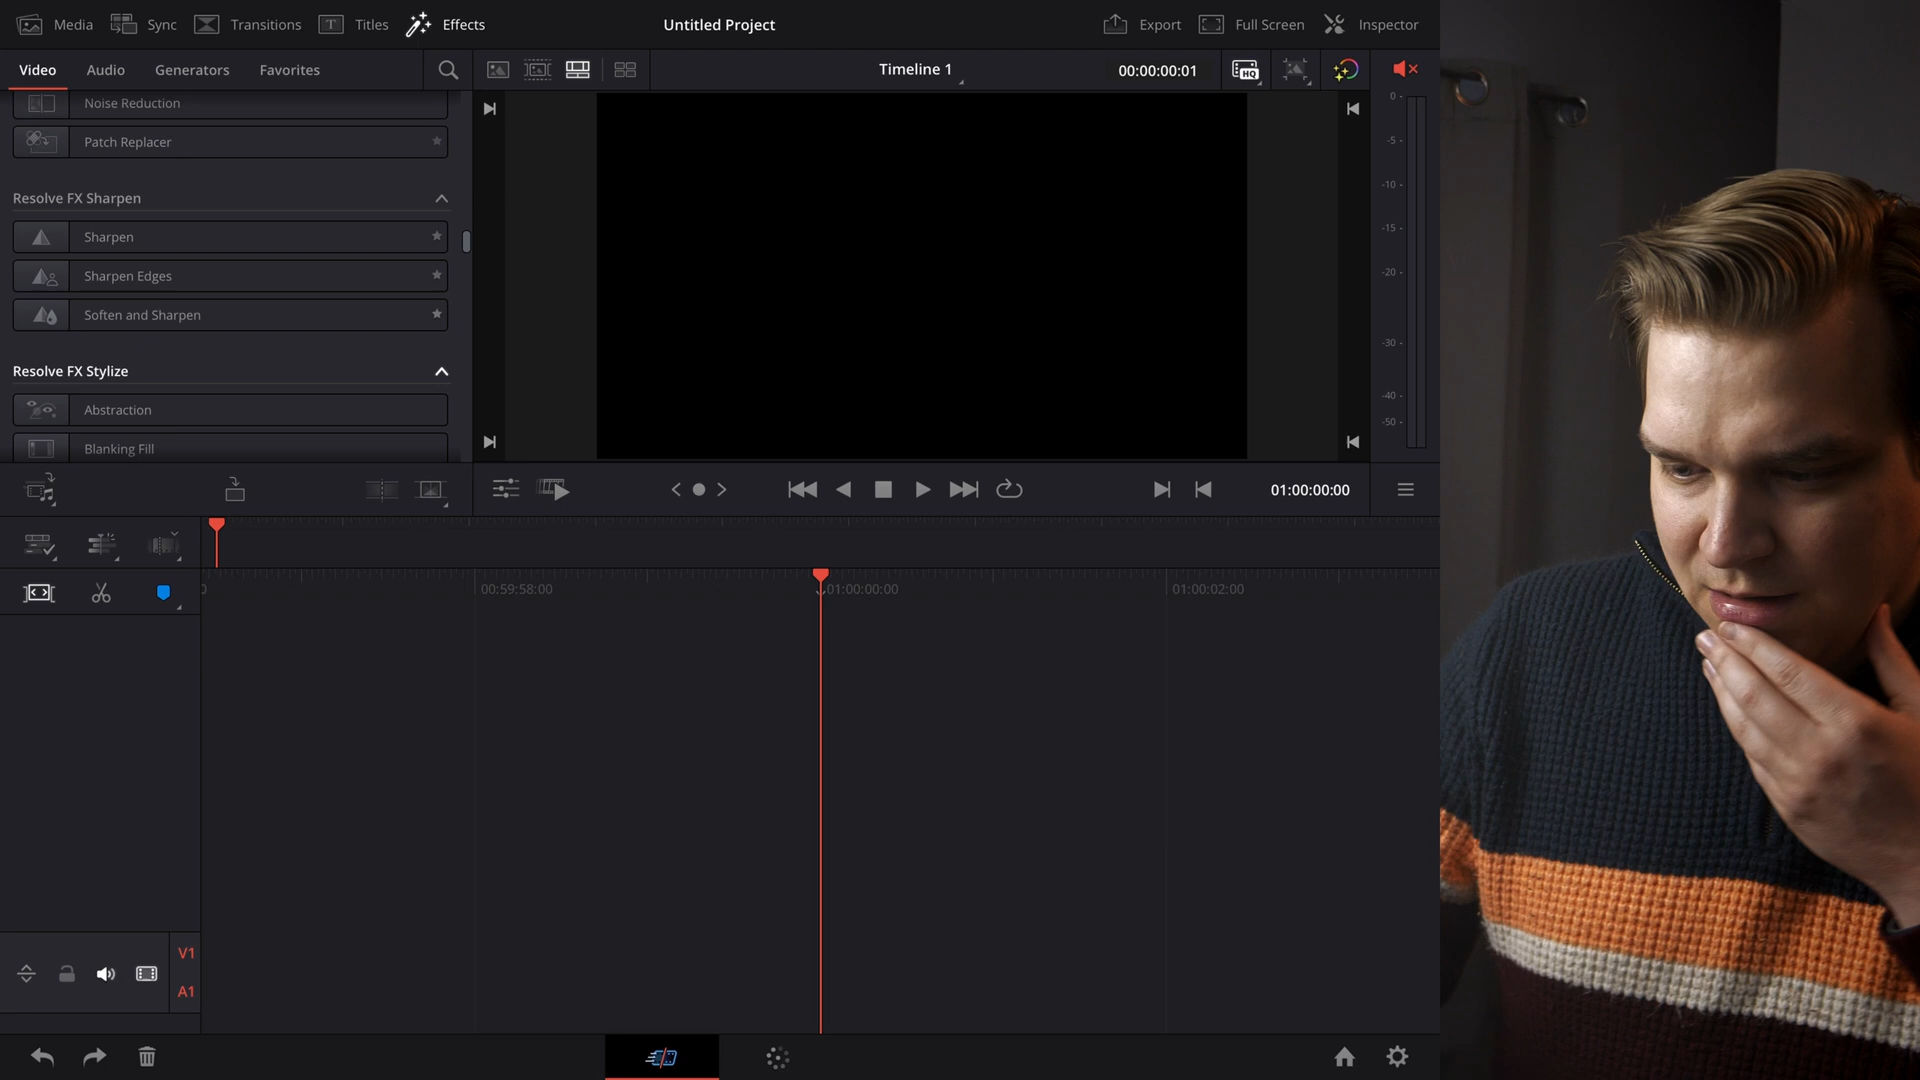 Media Sync Transitions Titles Effects Untitled Project Export Full Screen Inspector
Video Audio Generators Favorites Timeline 1 00:00:00:01
Noise Reduction
Patch Replacer
Resolve FX Sharpen
Sharpen
Sharpen Edges
Soften and Sharpen
Resolve FX Stylize
Abstraction
Blanking Fill
HQ
0
-5
-10
-15
-20
-30
-40
-50
01:00:00:00
0 00:59:58:00 01:00:00:00 01:00:02:00
V1
A1